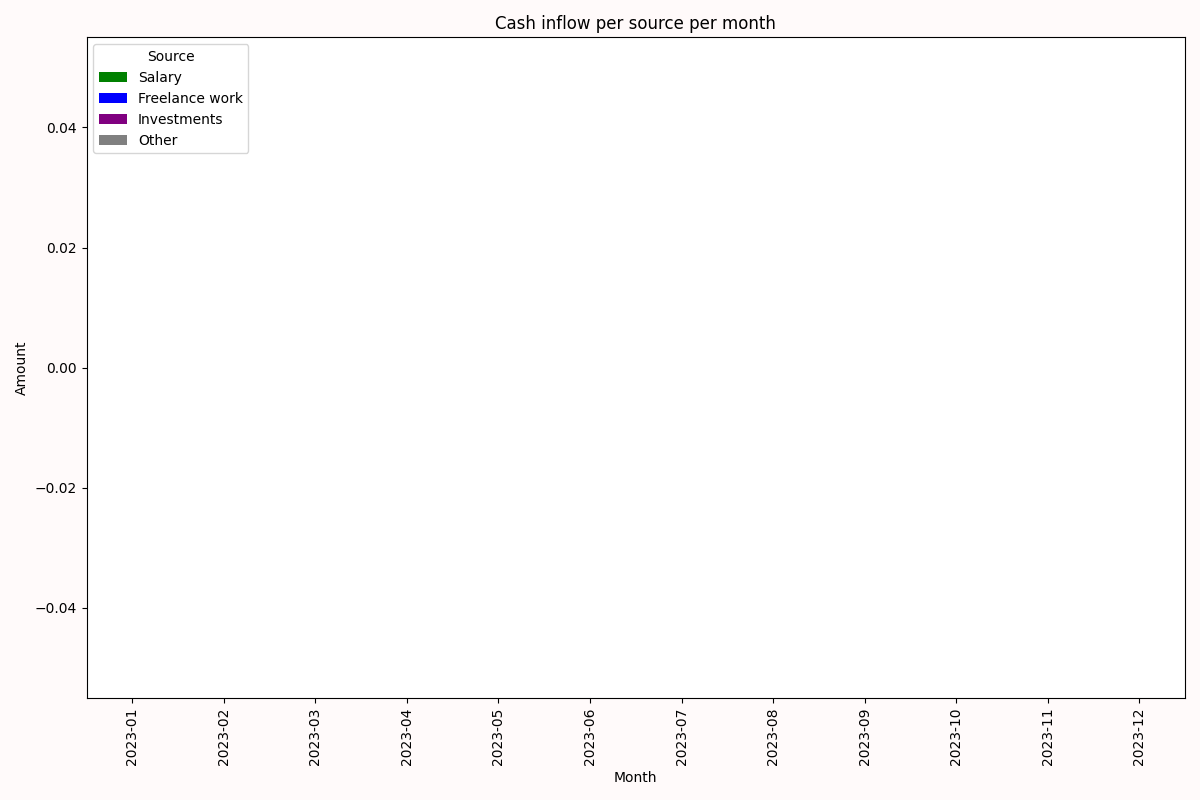 Cash inflow per source per month
Source
Salary
Freelance work
Investments
Other
0.04
0.02
0.00
−0.02
−0.04
Amount
2023-01
2023-02
2023-03
2023-04
2023-05
2023-06
2023-07
2023-08
2023-09
2023-10
2023-11
2023-12
Month